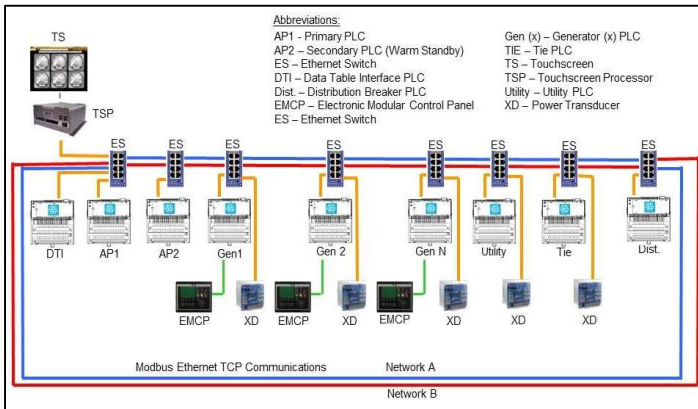 TS
Abbreviations:
AP1 - Primary PLC
AP2 – Secondary PLC (Warm Standby)
ES – Ethernet Switch
DTI – Data Table Interface PLC
Dist. – Distribution Breaker PLC
EMCP – Electronic Modular Control Panel
ES – Ethernet Switch
Gen (x) – Generator (x) PLC
TIE – Tie PLC
TS - Touchscreen
TSP – Touchscreen Processor
Utility – Utility PLC
XD – Power Transducer
TSP
ES ES ES ES ES ES ES ES
DTI AP1 AP2 Gen1 Gen 2 Gen N Utility Tie Dist.
EMCP XD EMCP XD EMCP XD XD XD
Modbus Ethernet TCP Communications Network A
Network B